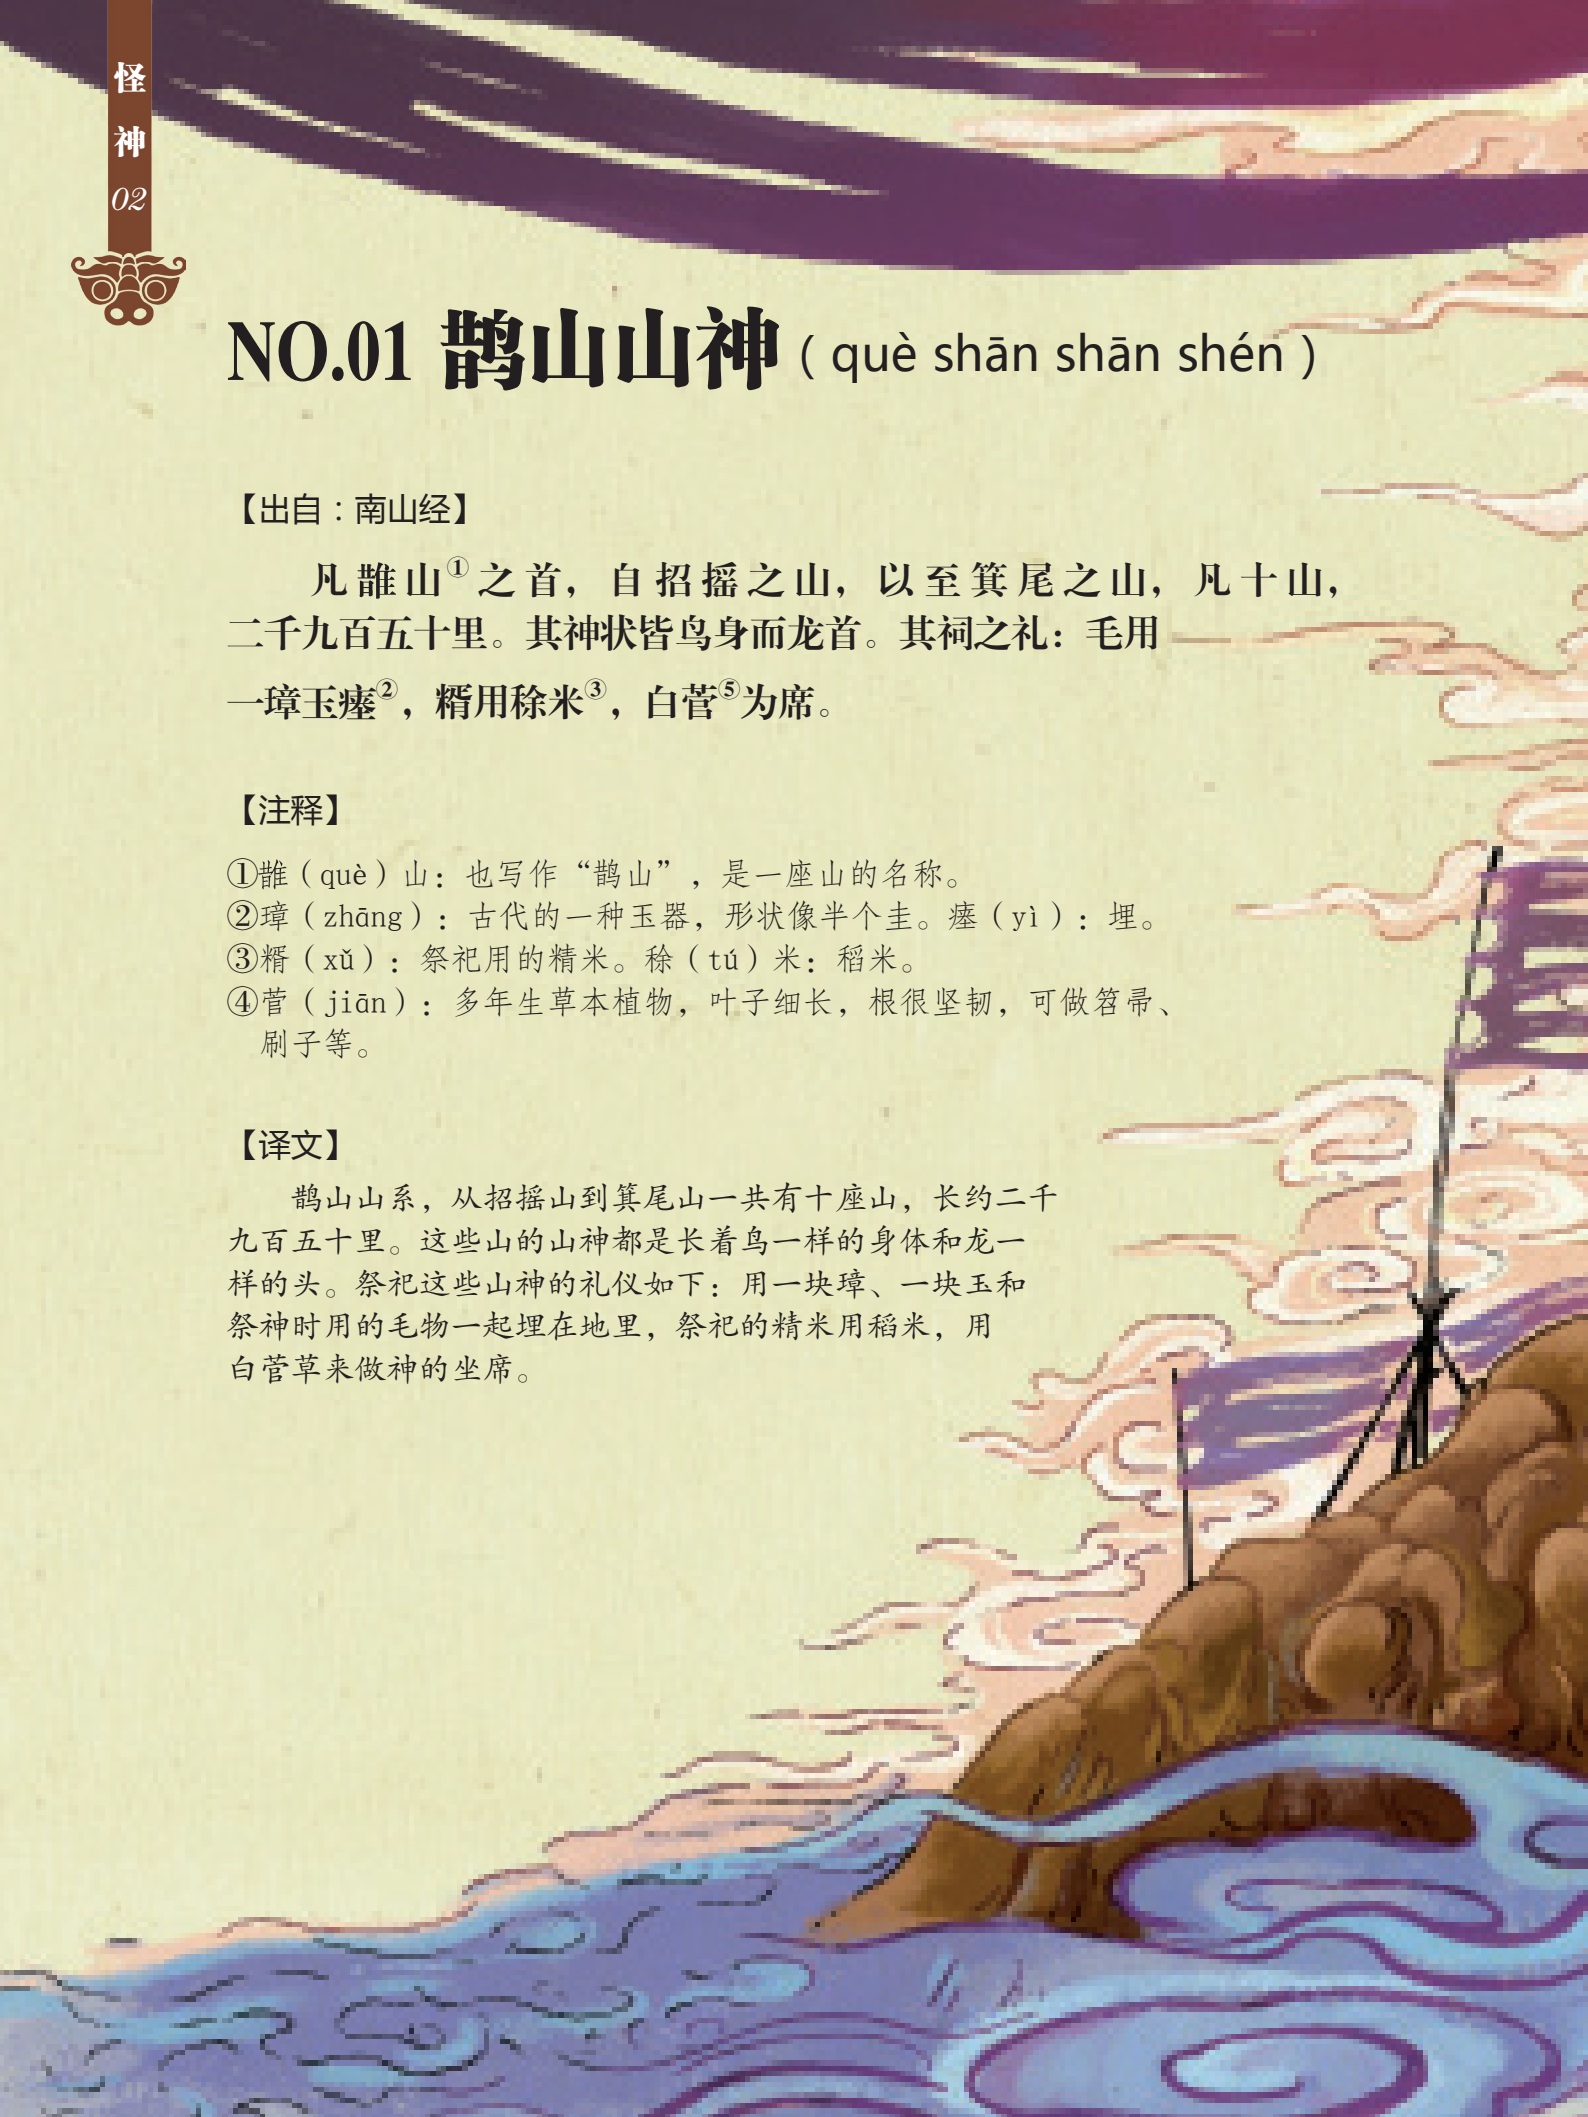 怪神02
NO.01 鹊山山神（què shān shān shén）
【出自：南山经】
凡䧿山①之首，自招摇之山，以至箕尾之山，凡十山，
二千九百五十里。其神状皆鸟身而龙首。其祠之礼：毛用
一璋玉瘗②，糈用稌米③，白菅⑤为席。
【注释】
①䧿（què）山：也写作“鹊山”，是一座山的名称。
②璋（zhāng）：古代的一种玉器，形状像半个圭。瘗（yì）：埋。
③糈（xǔ）：祭祀用的精米。稌（tú）米：稻米。
④菅（jiān）：多年生草本植物，叶子细长，根很坚韧，可做笤帚、
刷子等。
【译文】
鹊山山系，从招摇山到箕尾山一共有十座山，长约二千
九百五十里。这些山的山神都是长着鸟一样的身体和龙一
样的头。祭祀这些山神的礼仪如下：用一块璋、一块玉和
祭神时用的毛物一起埋在地里，祭祀的精米用稻米，用
白菅草来做神的坐席。